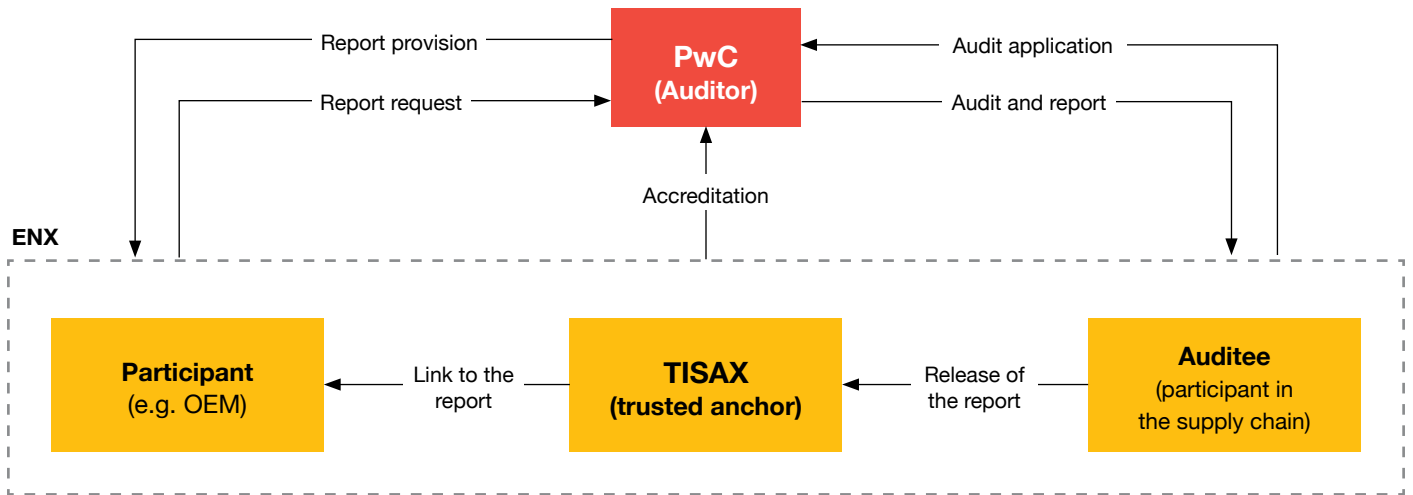 Report provision
PwC
(Auditor)
Audit application
Report request
Audit and report
Accreditation
ENX
Participant
(e.g. OEM)
Link to the
report
TISAX
(trusted anchor)
Release of
the report
Auditee
(participant in
the supply chain)